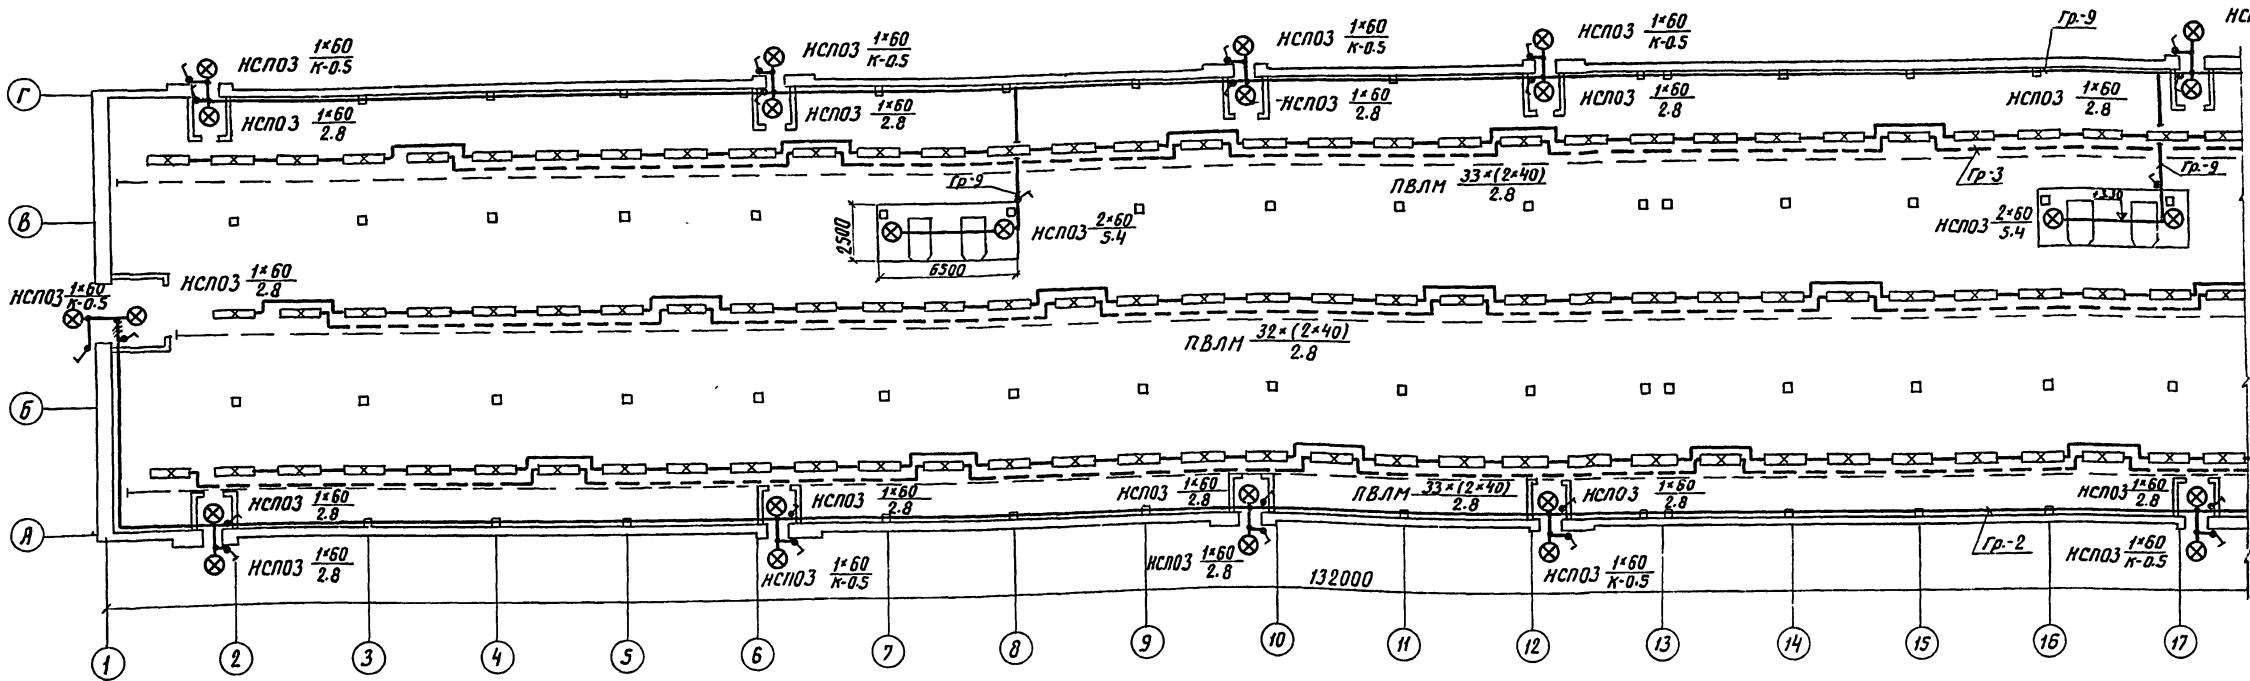 НСП03 1×60/К-0.5
НСП03 1×60/К-0.5
НСП03 1×60/К-0.5
НСП03 1×60/К-0.5
Гр.-9
Г
НСП03 1×60/2.8
НСП03 1×60/2.8
НСП03 1×60/2.8
НСП03 1×60/2.8
НСП03 1×60/2.8
Гр-9
ПВЛМ 33×(2×40)/2.8
Гр-3
Гр.-9
В
2500
НСП03 2×60/5.4
НСП03 2×60/5.4
+3.30
6500
НСП03 1×60/К-0.5
НСП03 1×60/2.8
ПВЛМ 32×(2×40)/2.8
Б
НСП03 1×60/2.8
НСП03 1×60/2.8
НСП03 1×60/2.8
ПВЛМ 33×(2×40)/2.8
НСП03 1×60/2.8
НСП03 1×60/2.8
А
НСП03 1×60/2.8
НСП03 1×60/К-0.5
НСП03 1×60/2.8
НСП03 1×60/К-0.5
Гр.-2
НСП03 1×60/К-0.5
132000
1 2 3 4 5 6 7 8 9 10 11 12 13 14 15 16 17